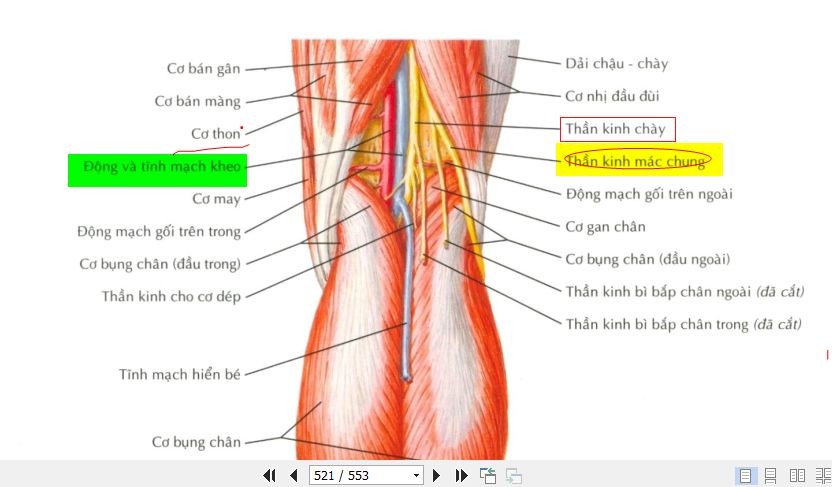 Cơ bán gân
Cơ bán màng
Cơ thon
Động và tĩnh mạch kheo
Cơ may
Động mạch gối trên trong
Cơ bụng chân (đầu trong)
Thần kinh cho cơ dép
Tĩnh mạch hiển bé
Cơ bụng chân
Dải chậu - chày
Cơ nhị đầu đùi
Thần kinh chày
Thần kinh mác chung
Động mạch gối trên ngoài
Cơ gan chân
Cơ bụng chân (đầu ngoài)
Thần kinh bì bắp chân ngoài (đã cắt)
Thần kinh bì bắp chân trong (đã cắt)
521 / 553